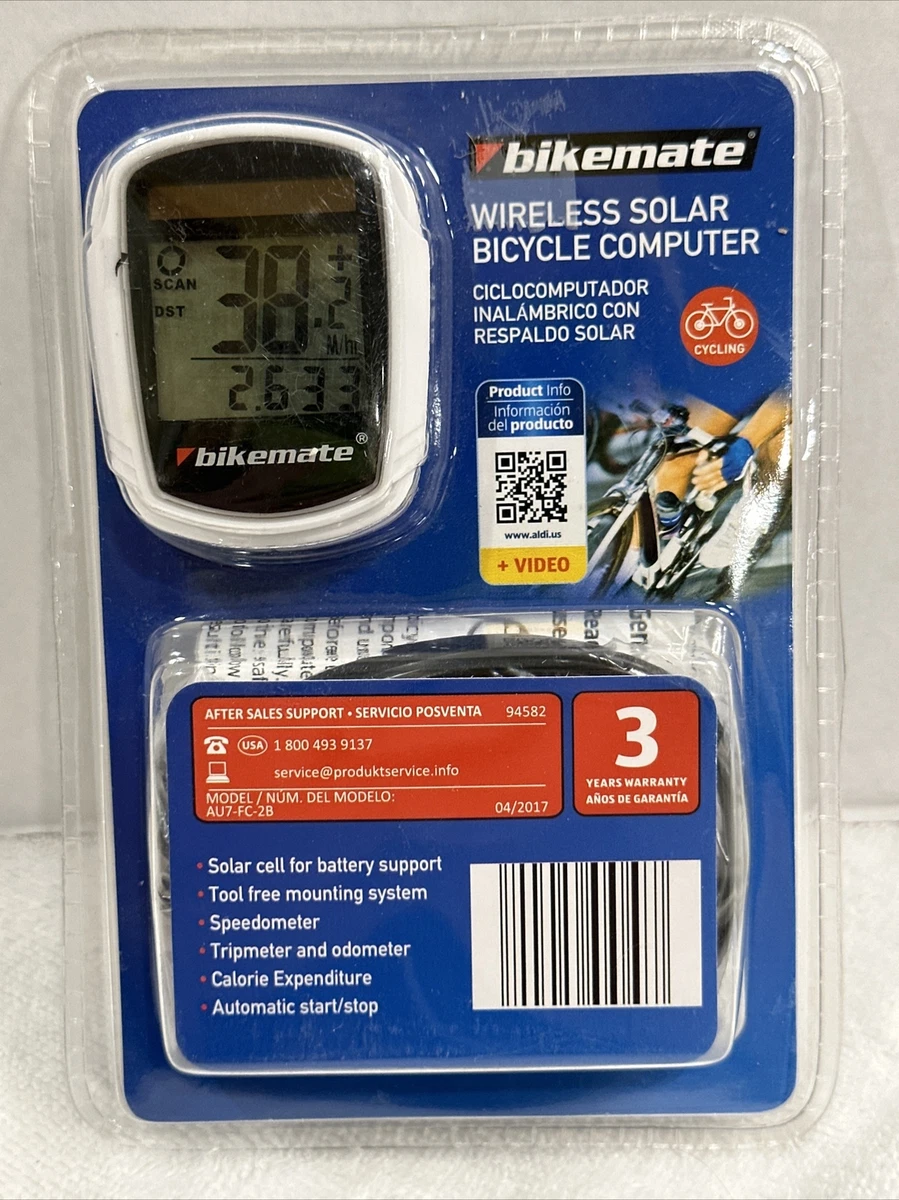 bikemate®
WIRELESS SOLAR
BICYCLE COMPUTER
CICLOCOMPUTADOR
INALÁMBRICO CON
RESPALDO SOLAR
CYCLING
SCAN
DST
38.2
M/hr
2.633
bikemate®
Product Info
Información
del producto
www.aldi.us
+ VIDEO
AFTER SALES SUPPORT • SERVICIO POSVENTA 94582
USA 1 800 493 9137
service@produktservice.info
MODEL / NÚM. DEL MODELO:
AU7-FC-2B 04/2017
3
YEARS WARRANTY
AÑOS DE GARANTÍA
• Solar cell for battery support
• Tool free mounting system
• Speedometer
• Tripmeter and odometer
• Calorie Expenditure
• Automatic start/stop